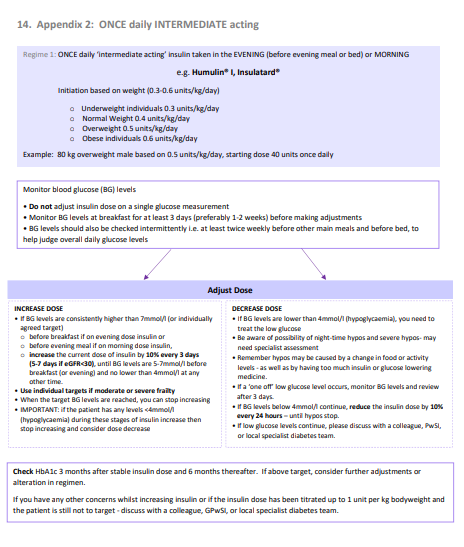 14. Appendix 2: ONCE daily INTERMEDIATE acting
Regime 1: ONCE daily 'intermediate acting' insulin taken in the EVENING (before evening meal or bed) or MORNING
e.g. Humulin® I, Insulatard®
Initiation based on weight (0.3-0.6 units/kg/day)
o Underweight individuals 0.3 units/kg/day
o Normal Weight 0.4 units/kg/day
o Overweight 0.5 units/kg/day
o Obese individuals 0.6 units/kg/day
Example: 80 kg overweight male based on 0.5 units/kg/day, starting dose 40 units once daily
Monitor blood glucose (BG) levels
• Do not adjust insulin dose on a single glucose measurement
• Monitor BG levels at breakfast for at least 3 days (preferably 1-2 weeks) before making adjustments
• BG levels should also be checked intermittently i.e. at least twice weekly before other main meals and before bed, to
help judge overall daily glucose levels
Adjust Dose
INCREASE DOSE
• If BG levels are consistently higher than 7mmol/l (or individually
agreed target)
o before breakfast if on evening dose insulin or
o before evening meal if on morning dose insulin,
o increase the current dose of insulin by 10% every 3 days
(5-7 days if eGFR<30), until BG levels are 5-7mmol/l before
breakfast (or evening) and no lower than 4mmol/l at any
other time.
• Use individual targets if moderate or severe frailty
• When the target BG levels are reached, you can stop increasing
• IMPORTANT: if the patient has any levels <4mmol/l
(hypoglycaemia) during these stages of insulin increase then
stop increasing and consider dose decrease
DECREASE DOSE
• If BG levels are lower than 4mmol/l (hypoglycaemia), you need to
treat the low glucose
• Be aware of possibility of night-time hypos and severe hypos- may
need specialist assessment
• Remember hypos may be caused by a change in food or activity
levels - as well as by having too much insulin or glucose lowering
medicine.
• If a 'one off' low glucose level occurs, monitor BG levels and review
after 3 days.
• If BG levels below 4mmol/l continue, reduce the insulin dose by 10%
every 24 hours – until hypos stop.
• If low glucose levels continue, please discuss with a colleague, PwSI,
or local specialist diabetes team.
Check HbA1c 3 months after stable insulin dose and 6 months thereafter. If above target, consider further adjustments or
alteration in regimen.
If you have any other concerns whilst increasing insulin or if the insulin dose has been titrated up to 1 unit per kg bodyweight and
the patient is still not to target - discuss with a colleague, GPwSI, or local specialist diabetes team.